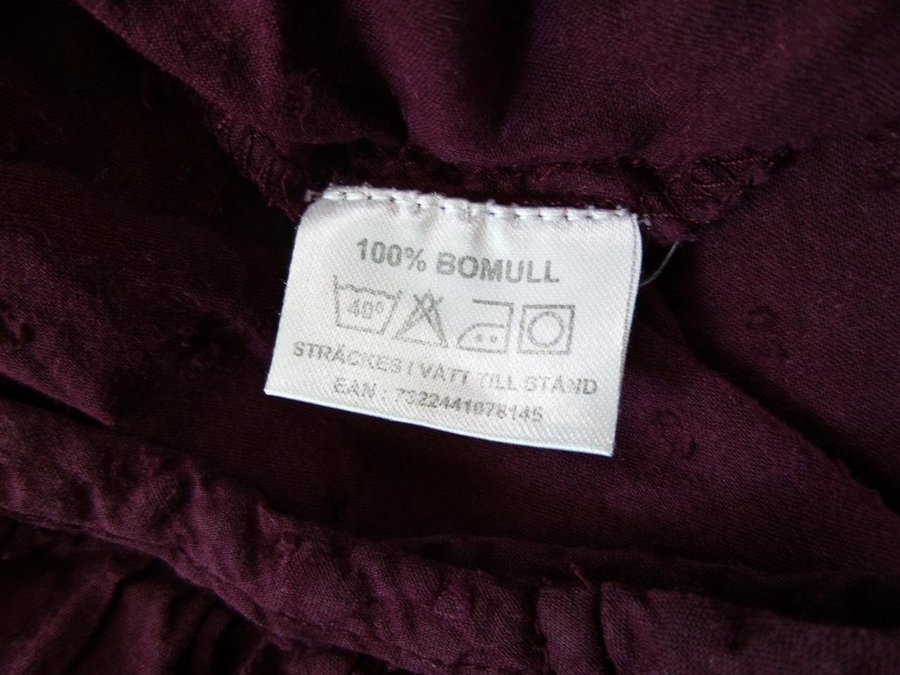 100% BOMULL
40°
STRÄCKES I VÅTT TILL STÅND
EAN : 7322441078145